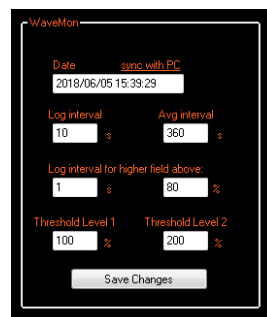 WaveMon
Date sync with PC
2018/06/05 15:39:29
Log interval Avg interval
10 s 360 s
Log interval for higher field above:
1 s 80 %
Threshold Level 1 Threshold Level 2
100 % 200 %
Save Changes